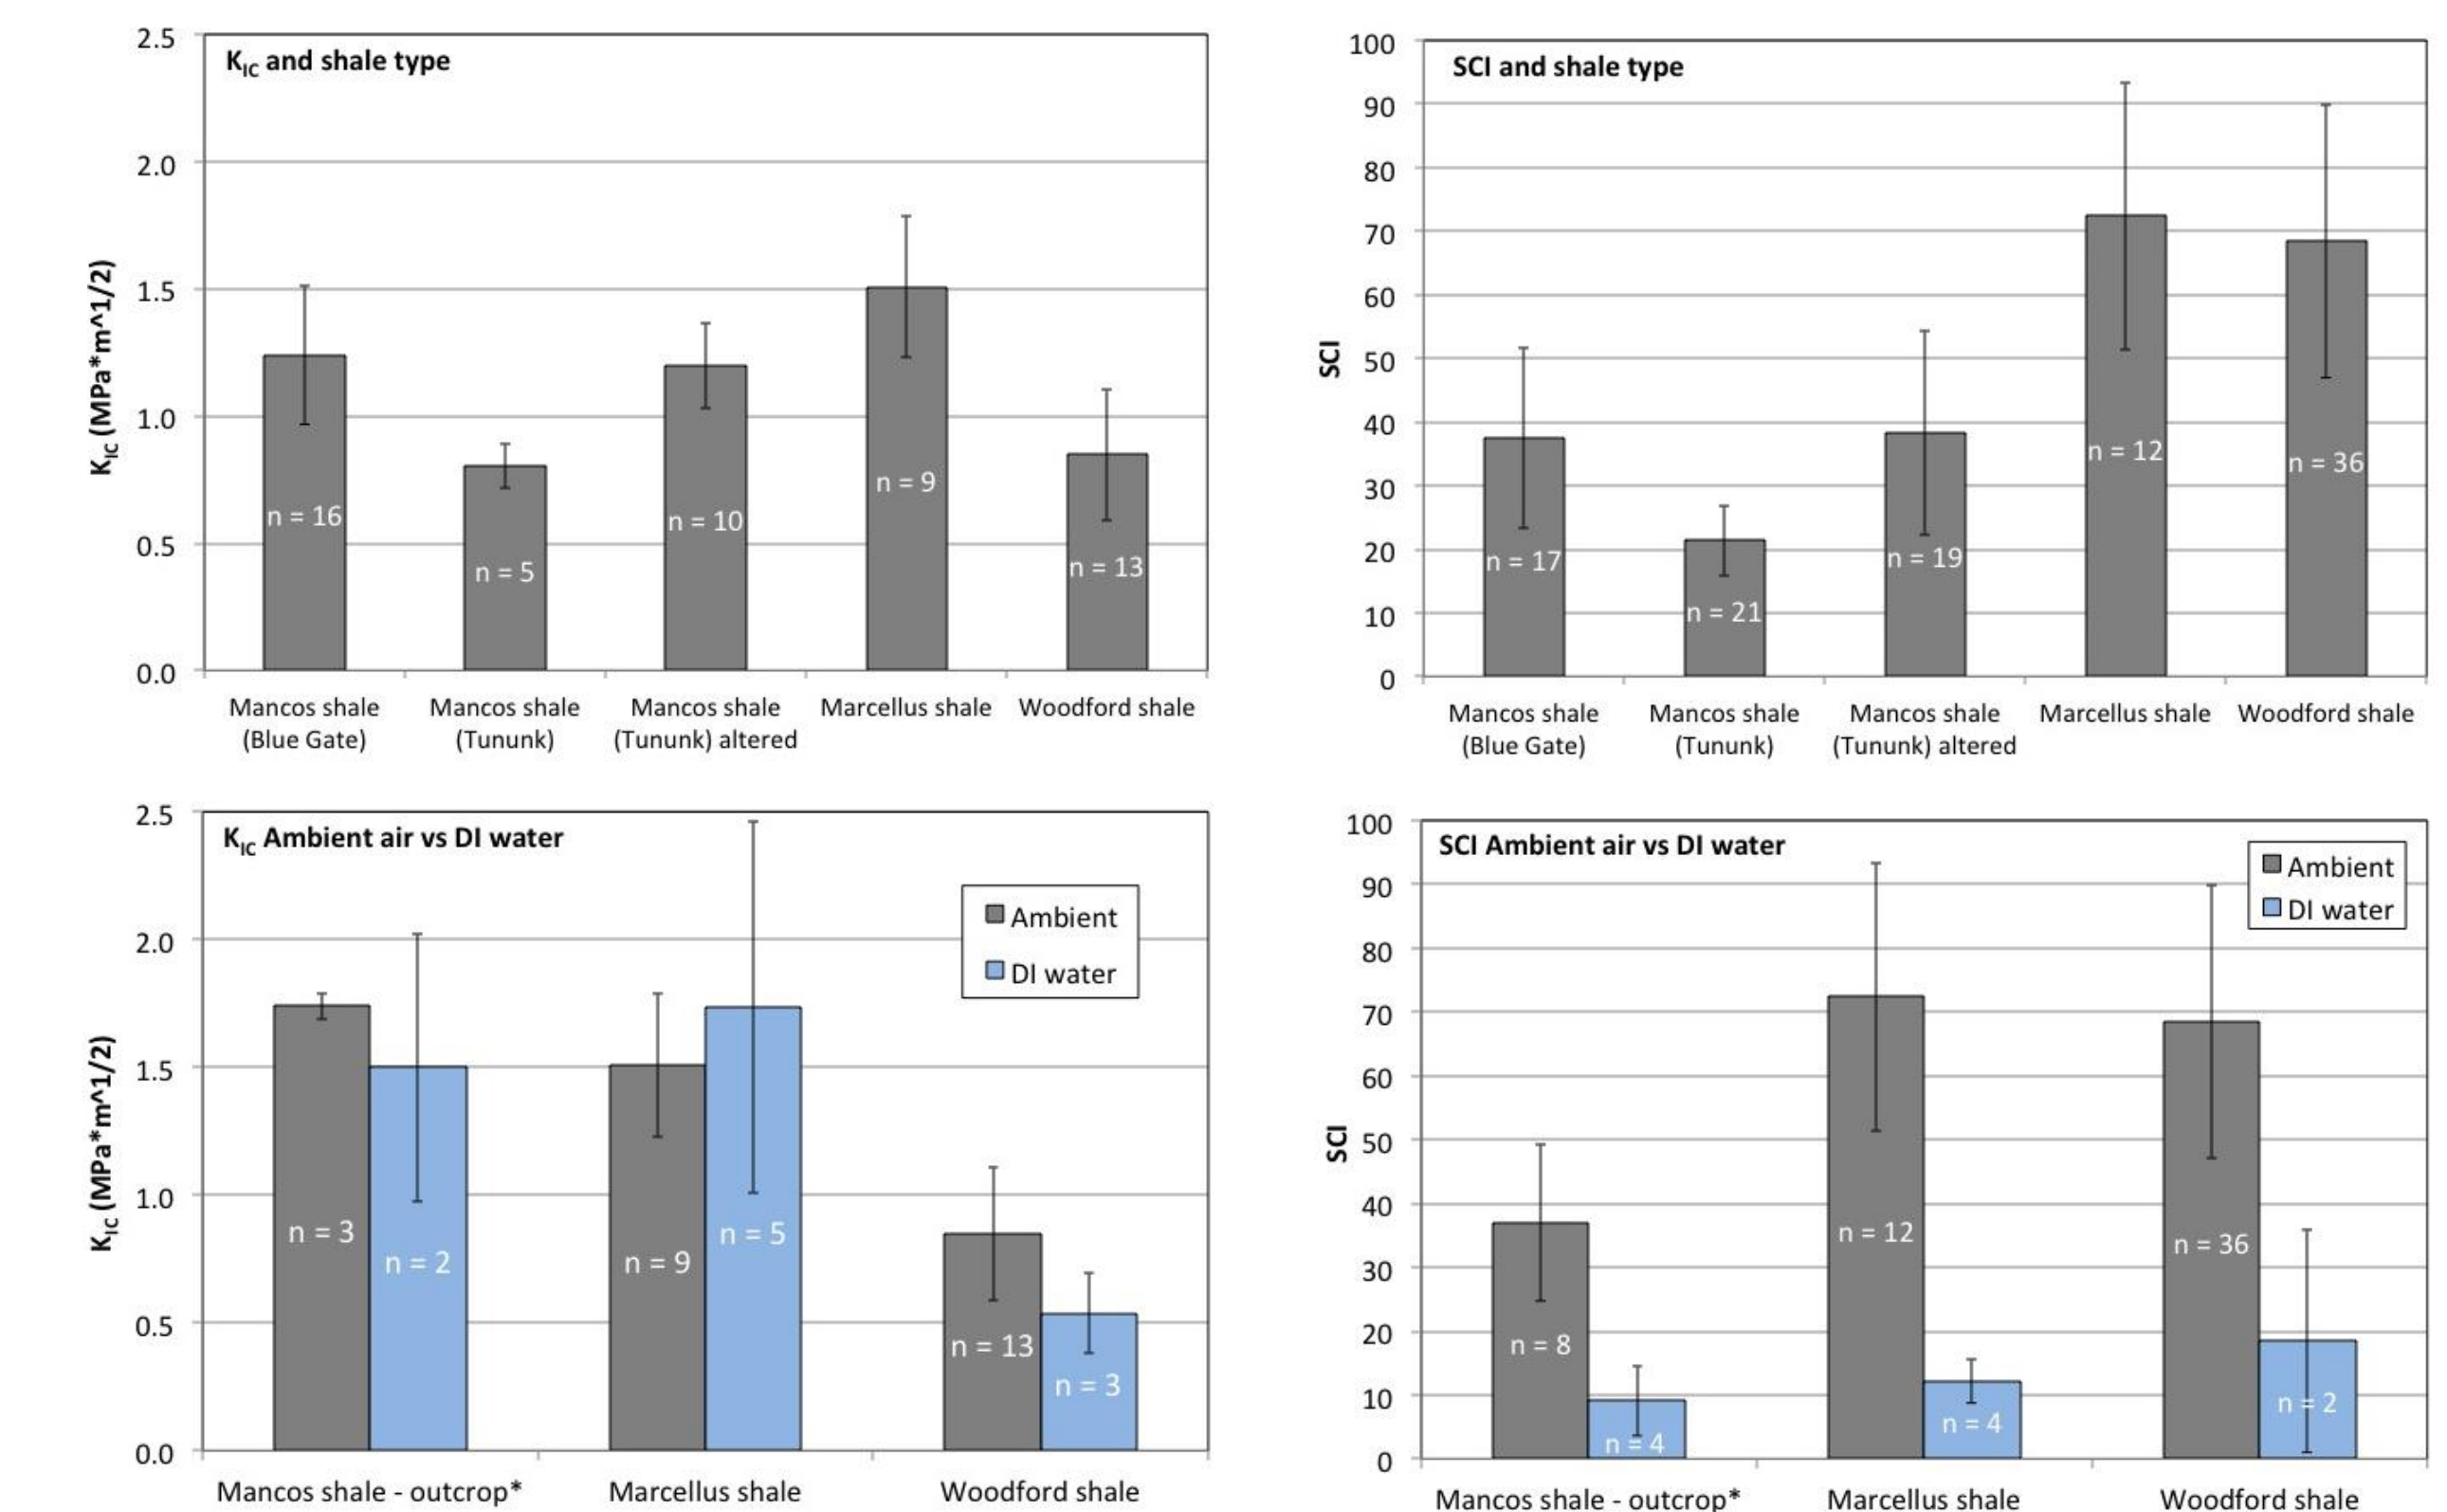 K_IC and shale type
2.5
2.0
1.5
1.0
0.5
0.0
K_IC (MPa*m^1/2)
n = 16
n = 5
n = 10
n = 9
n = 13
Mancos shale
(Blue Gate)
Mancos shale
(Tununk)
Mancos shale
(Tununk) altered
Marcellus shale
Woodford shale
SCI and shale type
100
90
80
70
60
50
40
30
20
10
0
SCI
n = 17
n = 21
n = 19
n = 12
n = 36
Mancos shale
(Blue Gate)
Mancos shale
(Tununk)
Mancos shale
(Tununk) altered
Marcellus shale
Woodford shale
K_IC Ambient air vs DI water
2.5
2.0
1.5
1.0
0.5
0.0
K_IC (MPa*m^1/2)
Ambient
DI water
n = 3
n = 2
n = 9
n = 5
n = 13
n = 3
Mancos shale - outcrop*
Marcellus shale
Woodford shale
SCI Ambient air vs DI water
100
90
80
70
60
50
40
30
20
10
0
SCI
Ambient
DI water
n = 8
n = 4
n = 12
n = 4
n = 36
n = 2
Mancos shale - outcrop*
Marcellus shale
Woodford shale